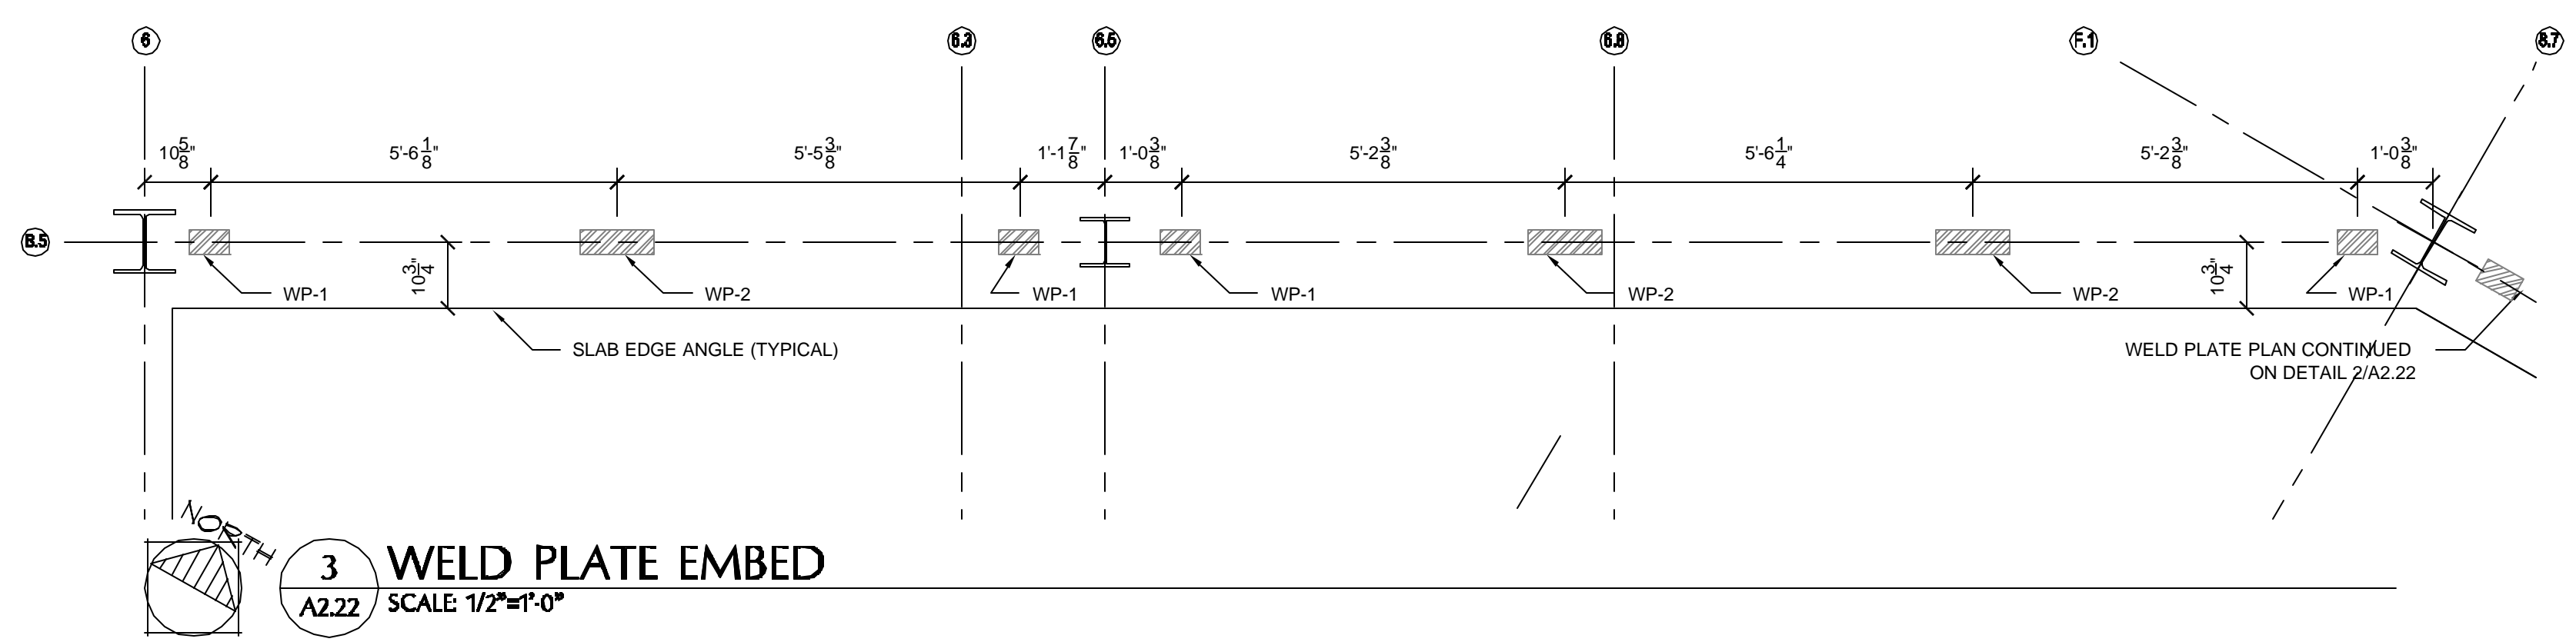 6
6.3
6.5
6.8
F.1
8.7
10 5/8"
5'-6 1/8"
5'-5 3/8"
1'-1 7/8"
1'-0 3/8"
5'-2 3/8"
5'-6 1/4"
5'-2 3/8"
1'-0 3/8"
B.5
10 3/4"
10 3/4"
WP-1
WP-2
WP-1
WP-1
WP-2
WP-2
WP-1
SLAB EDGE ANGLE (TYPICAL)
WELD PLATE PLAN CONTINUED
ON DETAIL 2/A2.22
NORTH
3
A2.22
WELD PLATE EMBED
SCALE: 1/2"=1'-0"